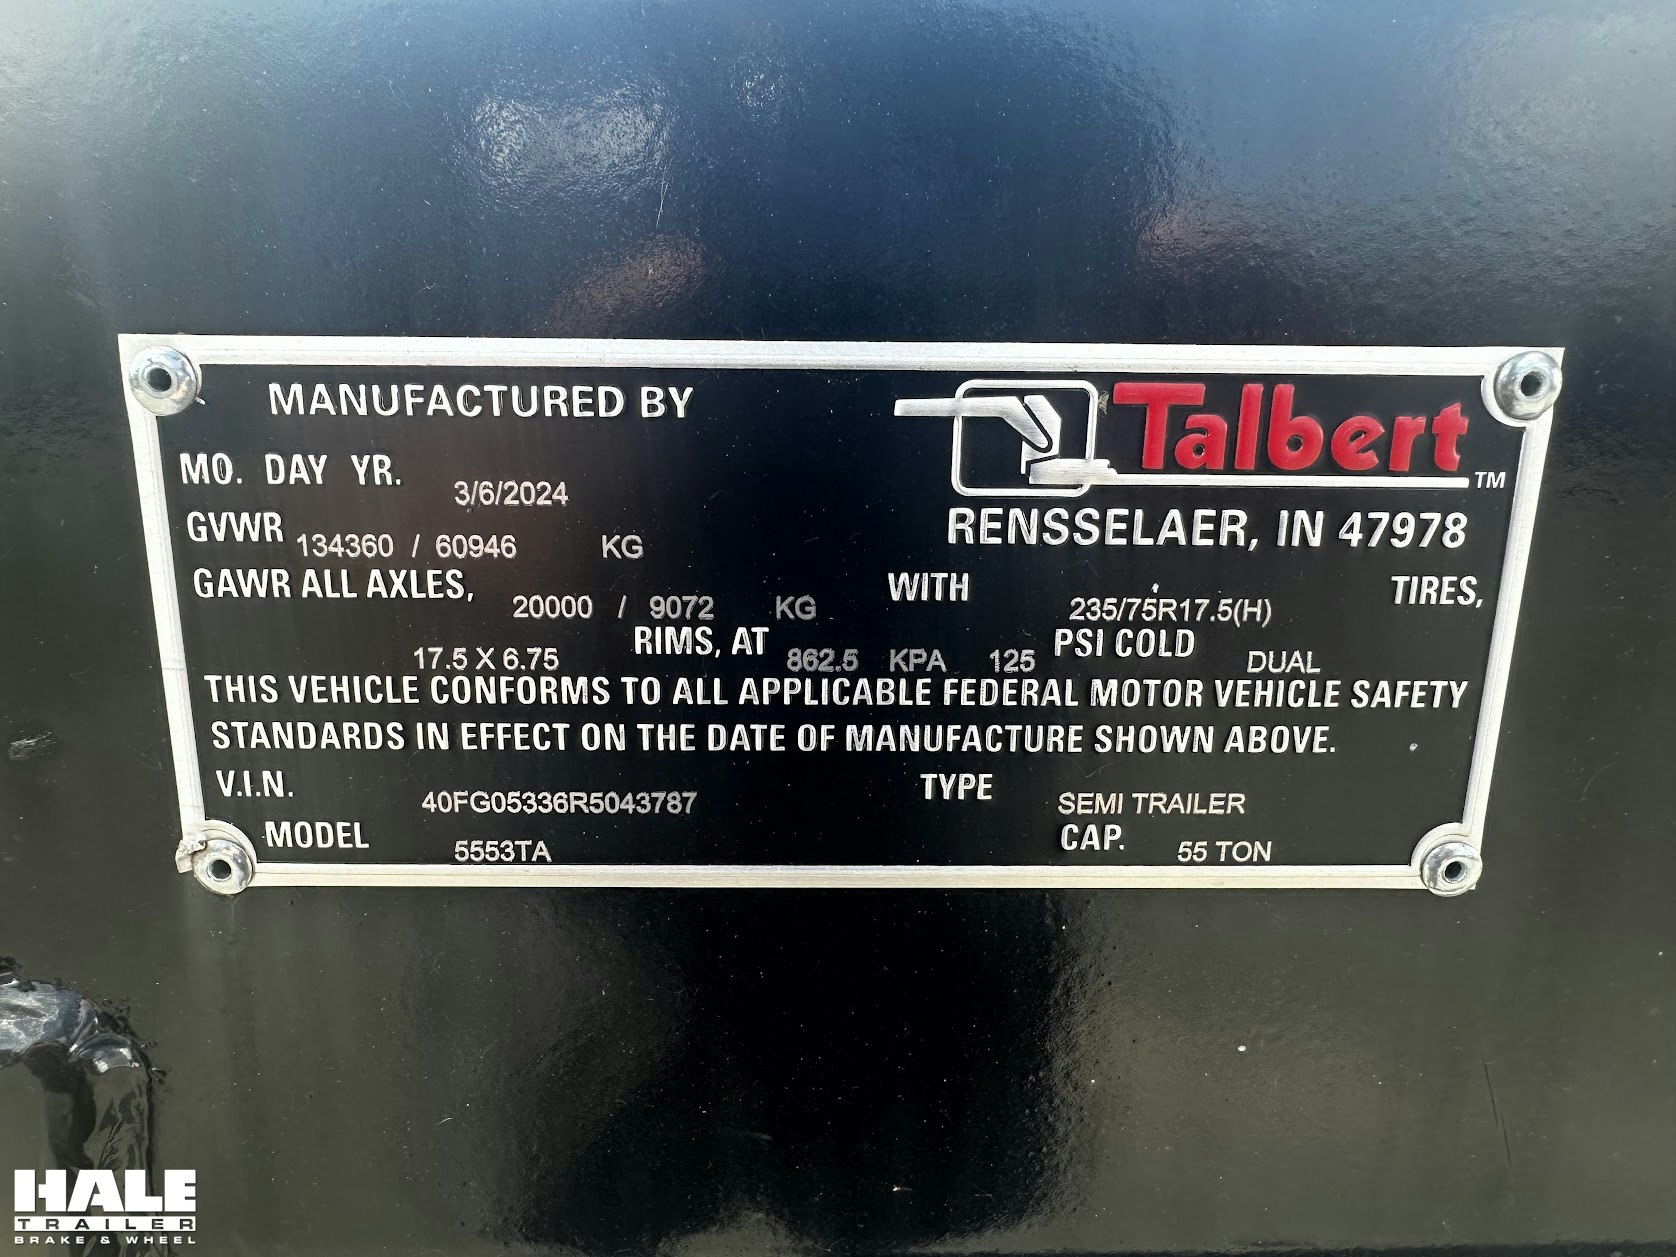 MANUFACTURED BY
Talbert TM
MO. DAY YR. 3/6/2024
RENSSELAER, IN 47978
GVWR 134360 / 60946 KG
GAWR ALL AXLES, 20000 / 9072 KG WITH 235/75R17.5(H) TIRES,
17.5 X 6.75 RIMS, AT 862.5 KPA 125 PSI COLD DUAL
THIS VEHICLE CONFORMS TO ALL APPLICABLE FEDERAL MOTOR VEHICLE SAFETY
STANDARDS IN EFFECT ON THE DATE OF MANUFACTURE SHOWN ABOVE.
V.I.N. 40FG05336R5043787 TYPE SEMI TRAILER
MODEL 5553TA CAP. 55 TON
HALE
TRAILER
BRAKE & WHEEL